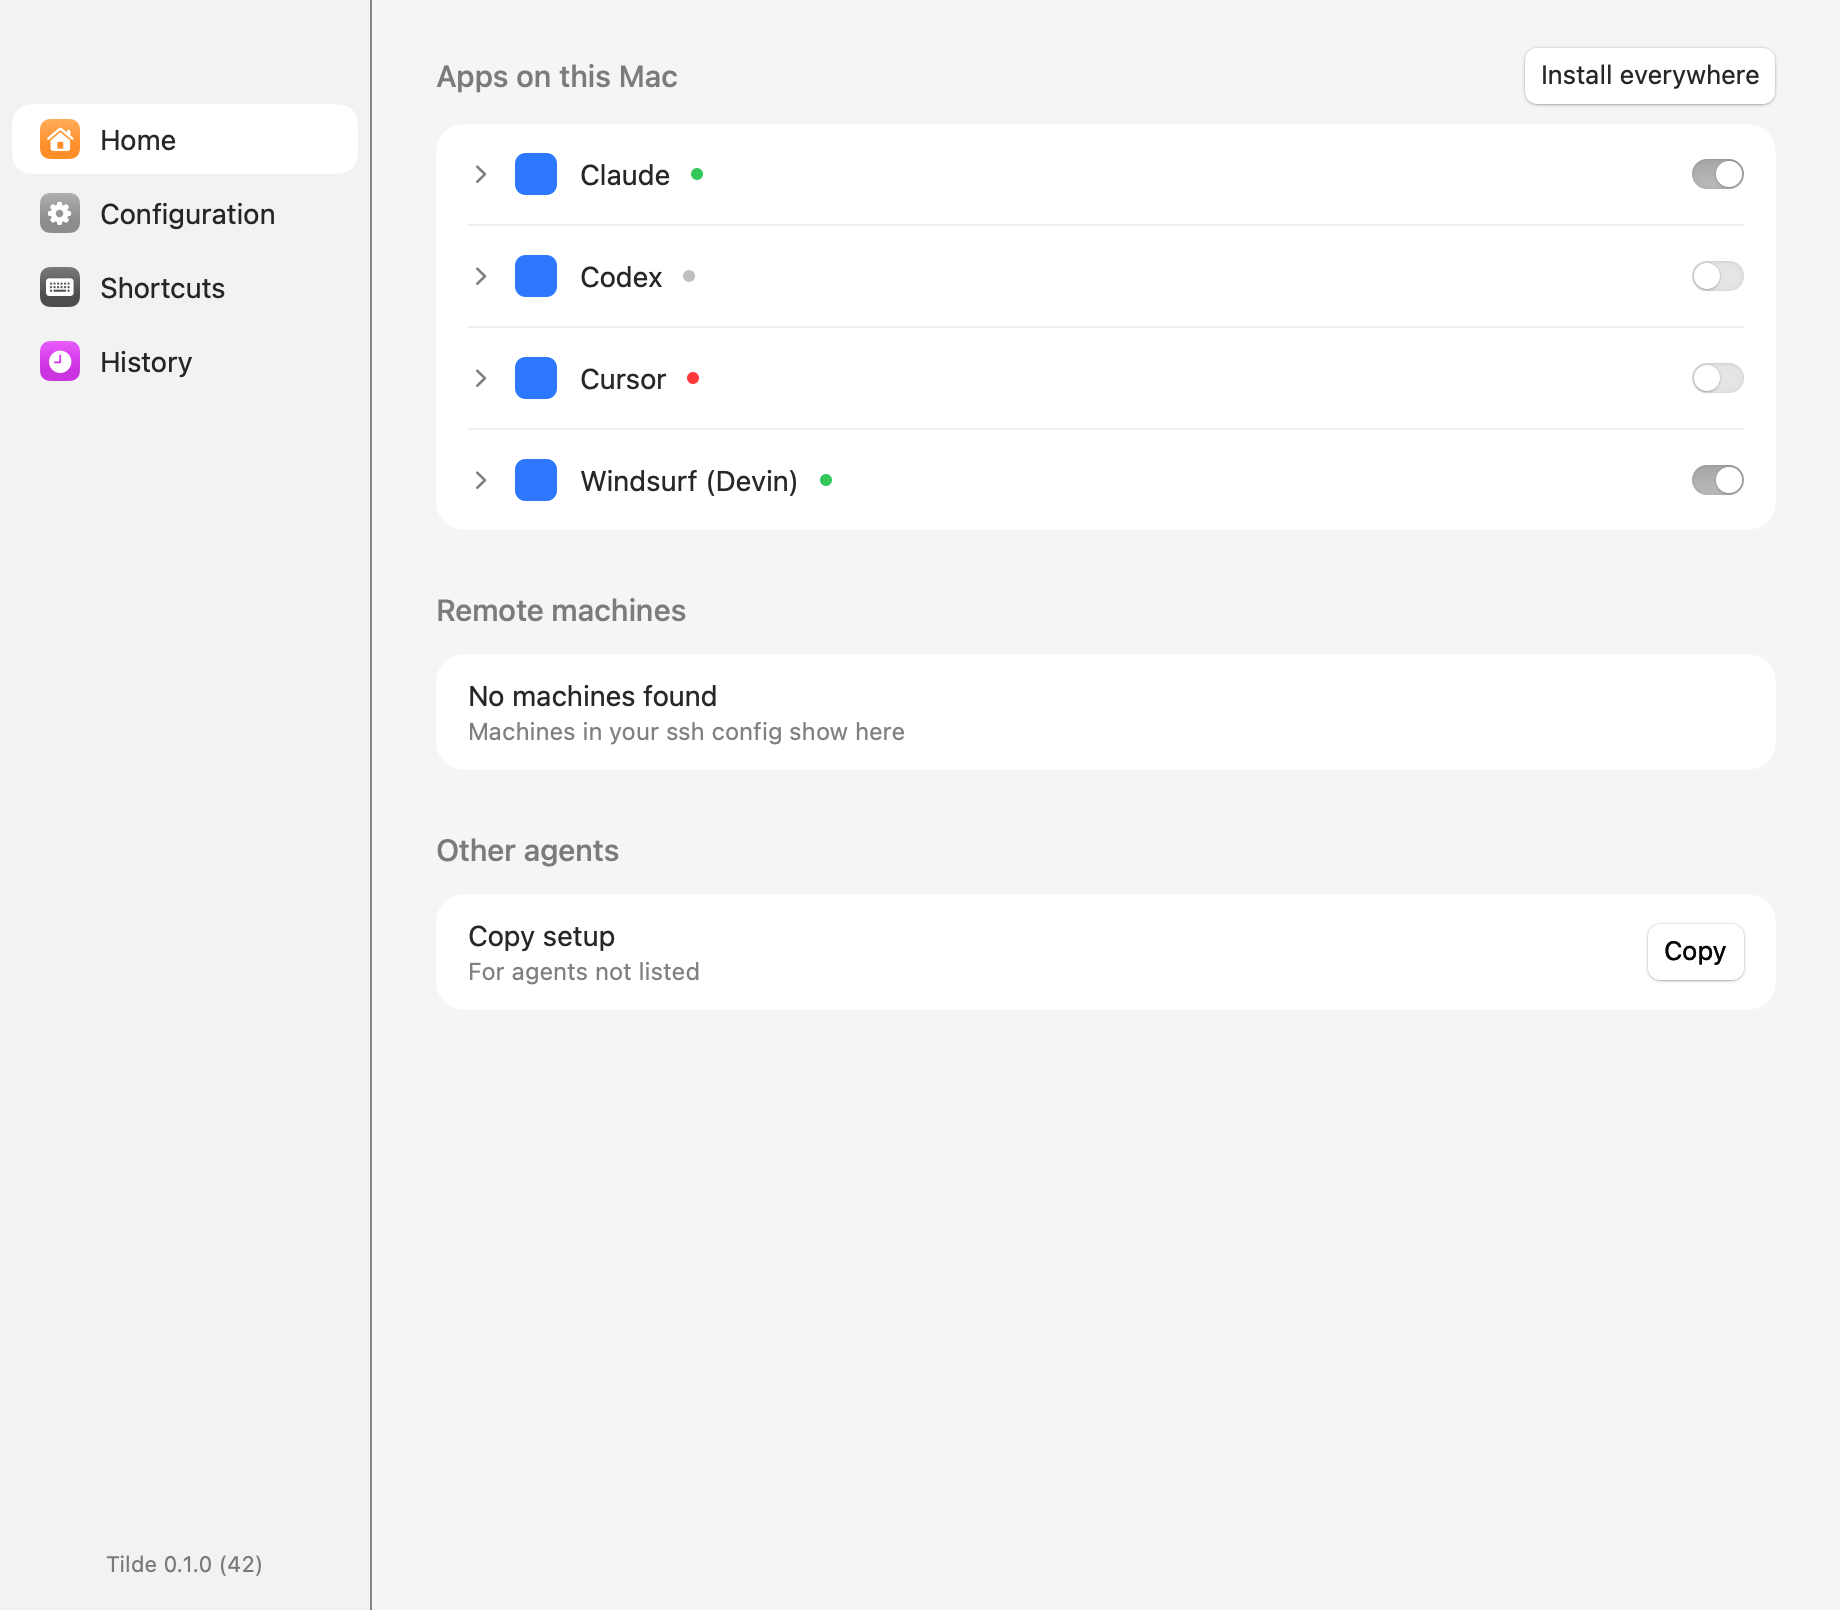 Home
Configuration
Shortcuts
History
Tilde 0.1.0 (42)
Apps on this Mac
Install everywhere
Claude
Codex
Cursor
Windsurf (Devin)
Remote machines
No machines found
Machines in your ssh config show here
Other agents
Copy setup
For agents not listed
Copy